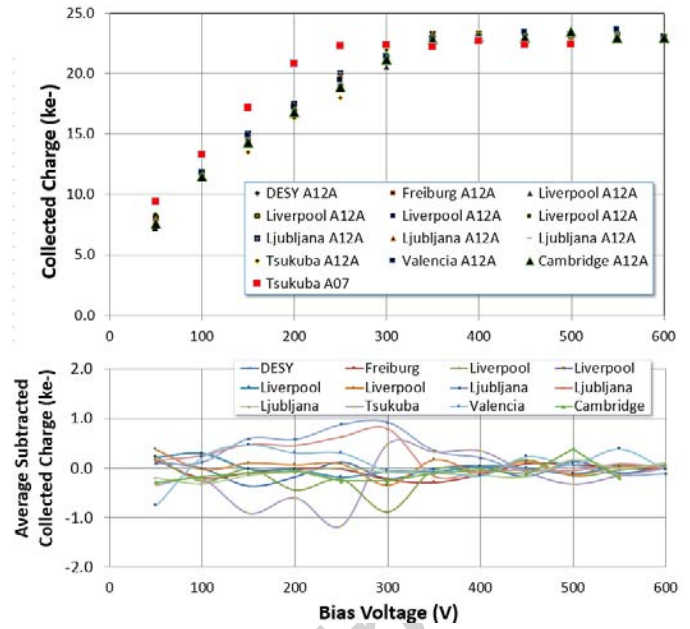 Collected Charge (ke-)
25.0
20.0
15.0
10.0
5.0
0.0
DESY A12A Freiburg A12A Liverpool A12A
Liverpool A12A Liverpool A12A Liverpool A12A
Ljubljana A12A Ljubljana A12A Ljubljana A12A
Tsukuba A12A Valencia A12A Cambridge A12A
Tsukuba A07
0 100 200 300 400 500 600
Average Subtracted
Collected Charge (ke-)
2.0
1.0
0.0
-1.0
-2.0
DESY Freiburg Liverpool Liverpool
Liverpool Liverpool Ljubljana Ljubljana
Ljubljana Tsukuba Valencia Cambridge
0 100 200 300 400 500 600
Bias Voltage (V)